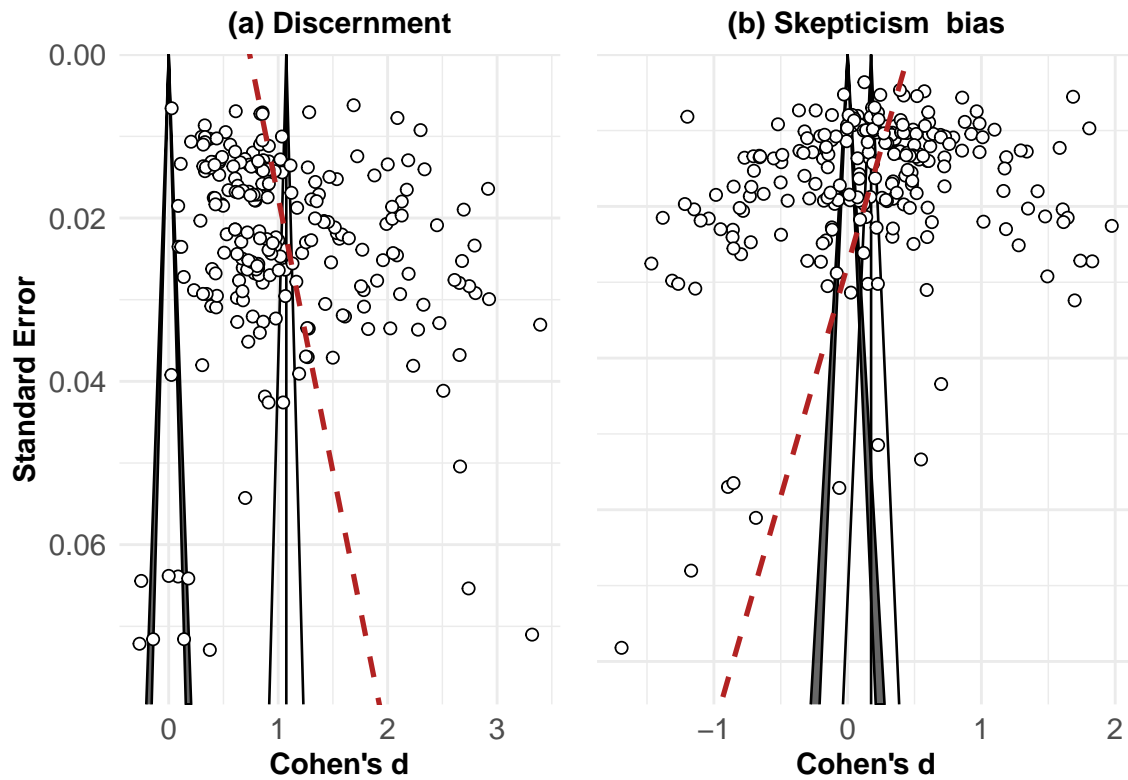 (a) Discernment
(b) Skepticism  bias
Standard Error
0.00
0.02
0.04
0.06
0
1
2
3
−1
0
1
2
Cohen's d
Cohen's d